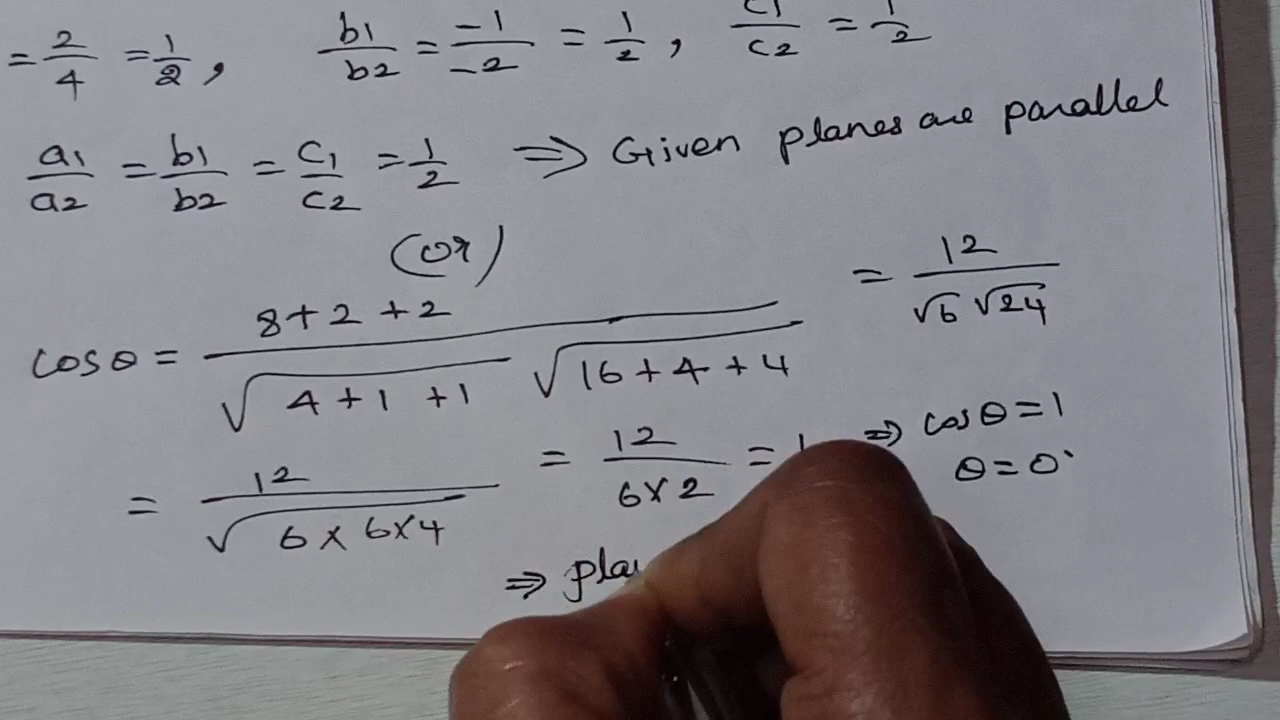 = 2/4 = 1/2, b1/b2 = -1/-2 = 1/2, c1/c2 = 1/2
a1/a2 = b1/b2 = c1/c2 = 1/2 ⇒ Given planes are parallel
(or)
cos θ = 8+2+2 / √4+1+1 √16+4+4 = 12 / √6 √24
= 12 / √6×6×4 = 12 / 6×2 = 1 ⇒ cos θ = 1
θ = 0°
⇒